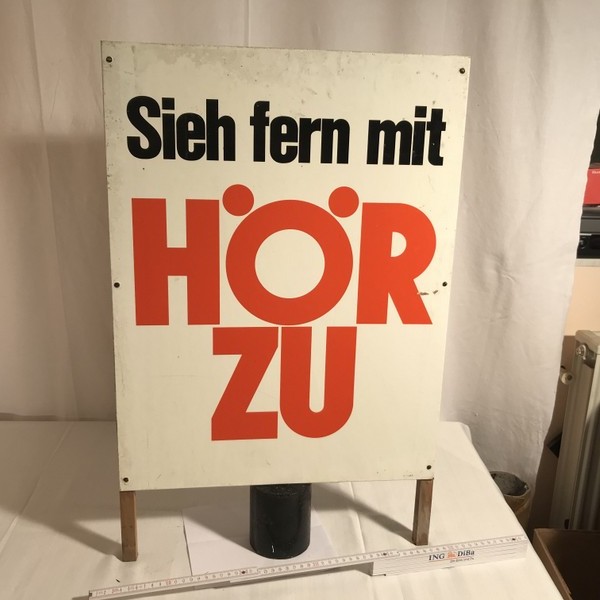 Sieh fern mit
HÖR
ZU
ING DiBa